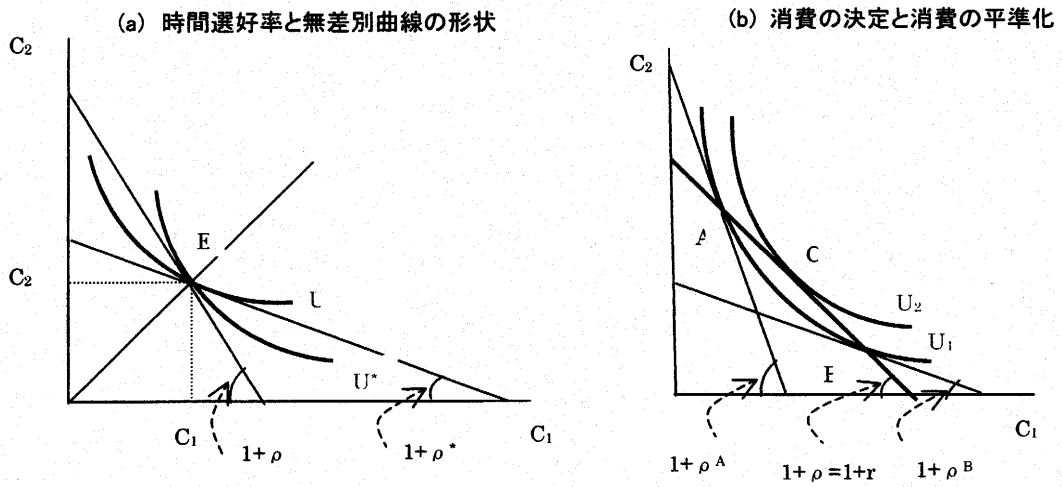 (a) 時間選好率と無差別曲線の形状
C₂
E
C₂
U
U*
C₁
1+ρ
1+ρ*
C₁
(b) 消費の決定と消費の平準化
C₂
A
C
U₂
U₁
C₁
1+ρᴬ
1+ρ=1+r
1+ρᴮ